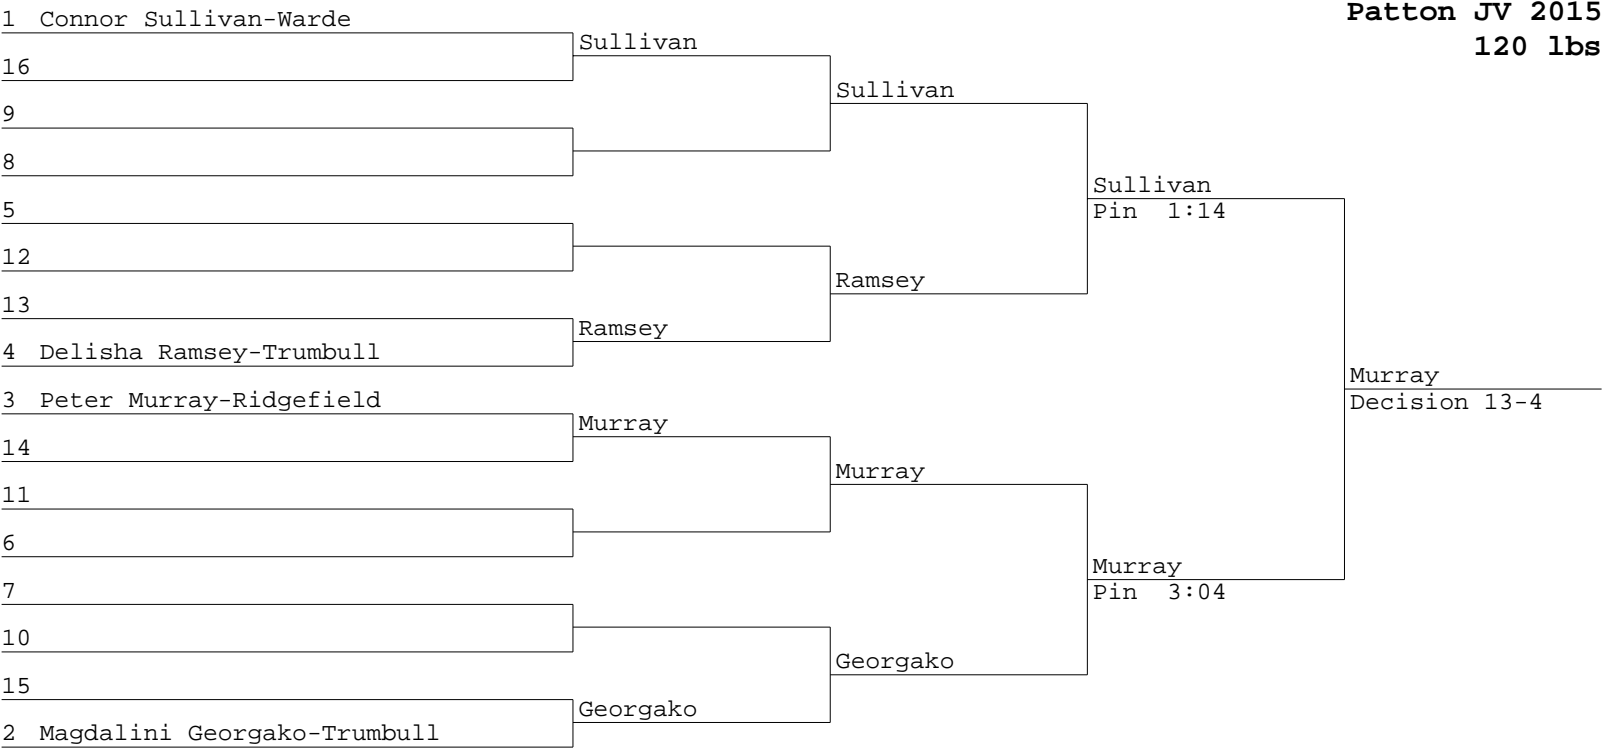 Patton JV 2015
120 lbs
1 Connor Sullivan-Warde
16
9
8
5
12
13
4 Delisha Ramsey-Trumbull
3 Peter Murray-Ridgefield
14
11
6
7
10
15
2 Magdalini Georgako-Trumbull
Sullivan
Ramsey
Murray
Georgako
Sullivan
Ramsey
Murray
Georgako
Sullivan
Pin 1:14
Murray
Pin 3:04
Murray
Decision 13-4